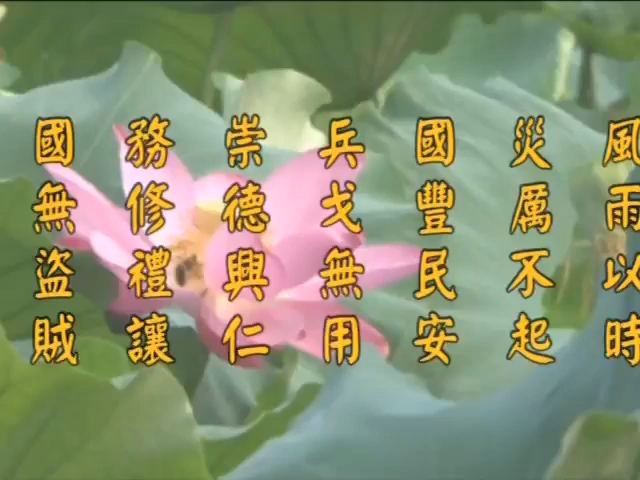 風雨以時
災厲不起
國豐民安
兵戈無用
崇德興仁
務修禮讓
國無盜賊